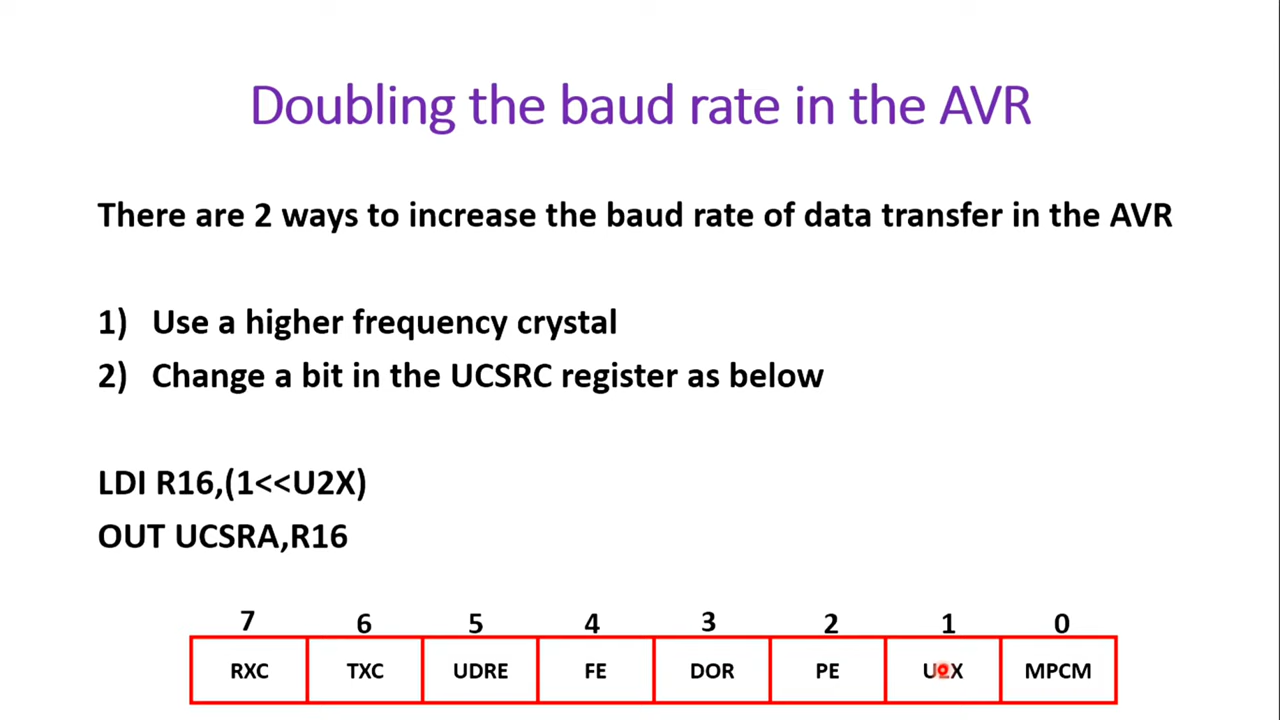 Doubling the baud rate in the AVR
There are 2 ways to increase the baud rate of data transfer in the AVR
1) Use a higher frequency crystal
2) Change a bit in the UCSRC register as below
LDI R16,(1<<U2X)
OUT UCSRA,R16
7 6 5 4 3 2 1 0
RXC TXC UDRE FE DOR PE U2X MPCM